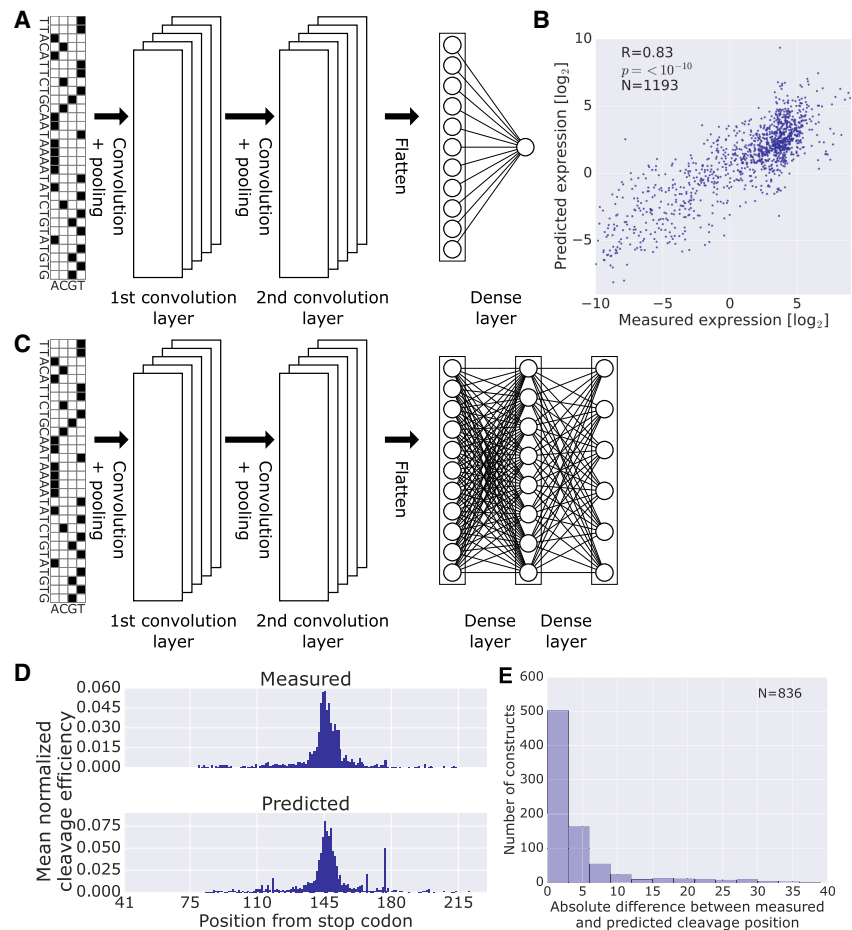 A
TTACATTCTGCAATAAAATATCTGTATGTG
ACGT
Convolution
+ pooling
Convolution
+ pooling
Flatten
1st convolution
layer
2nd convolution
layer
Dense
layer
B
R=0.83
p = <10⁻¹⁰
N=1193
Predicted expression [log₂]
10
5
0
−5
−10
−5
0
5
Measured expression [log₂]
C
TTACATTCTGCAATAAAATATCTGTATGTG
ACGT
Convolution
+ pooling
Convolution
+ pooling
Flatten
1st convolution
layer
2nd convolution
layer
Dense
layer
Dense
layer
D
Mean normalized
cleavage efficiency
Measured
0.060
0.045
0.030
0.015
0.000
Predicted
0.075
0.050
0.025
0.000
41
75
110
145
180
215
Position from stop codon
E
N=836
Number of constructs
600
500
400
300
200
100
0
0
5
10
15
20
25
30
35
40
Absolute difference between measured
and predicted cleavage position